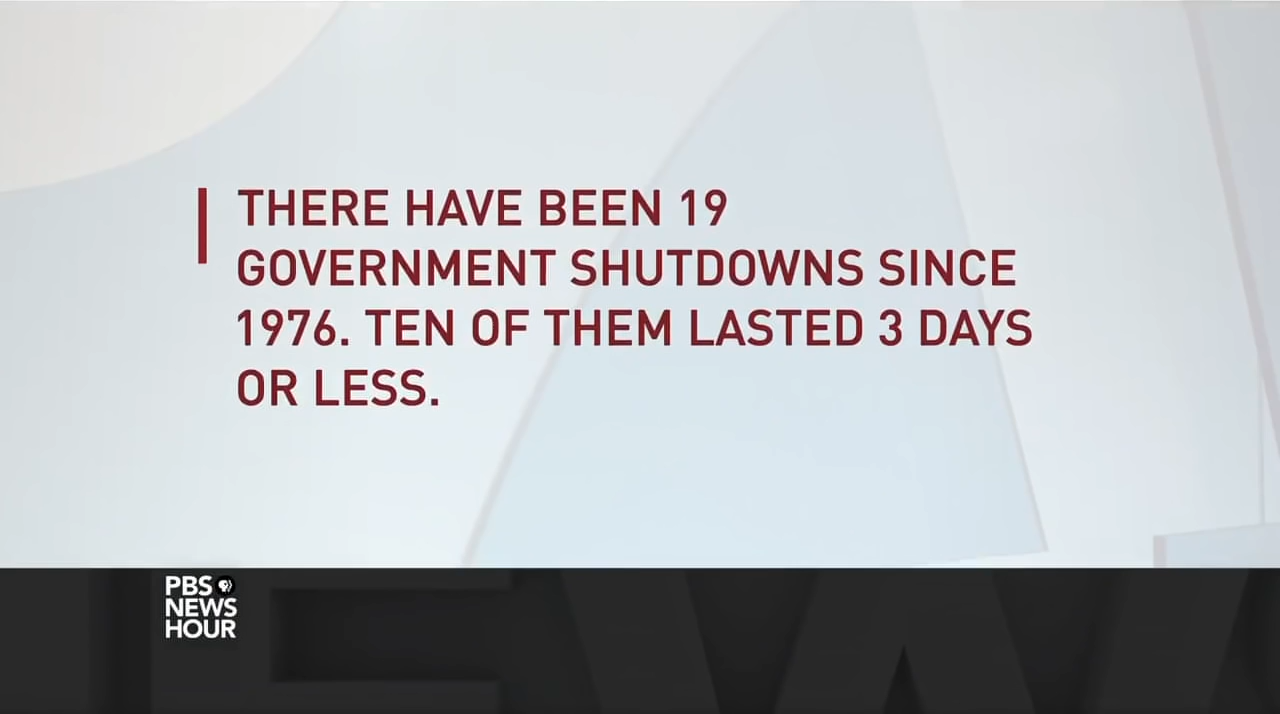 THERE HAVE BEEN 19
GOVERNMENT SHUTDOWNS SINCE
1976. TEN OF THEM LASTED 3 DAYS
OR LESS.
PBS
NEWS
HOUR